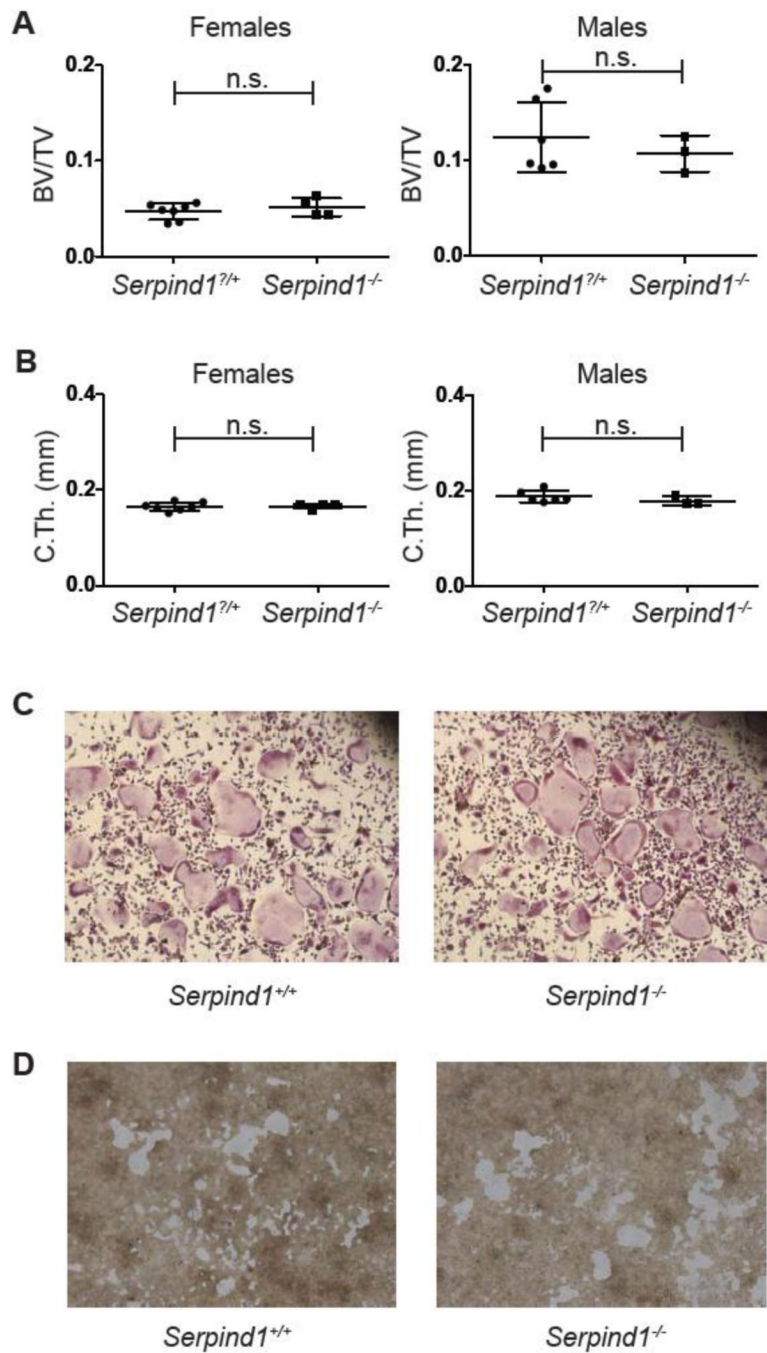 A
Females
Males
0.2
0.1
0.0
BV/TV
n.s.
Serpind1?/+ Serpind1-/-
0.2
0.1
0.0
BV/TV
n.s.
Serpind1?/+ Serpind1-/-
B
Females
Males
0.4
0.2
0.0
C.Th. (mm)
n.s.
Serpind1?/+ Serpind1-/-
0.4
0.2
0.0
C.Th. (mm)
n.s.
Serpind1?/+ Serpind1-/-
C
Serpind1+/+
Serpind1-/-
D
Serpind1+/+
Serpind1-/-